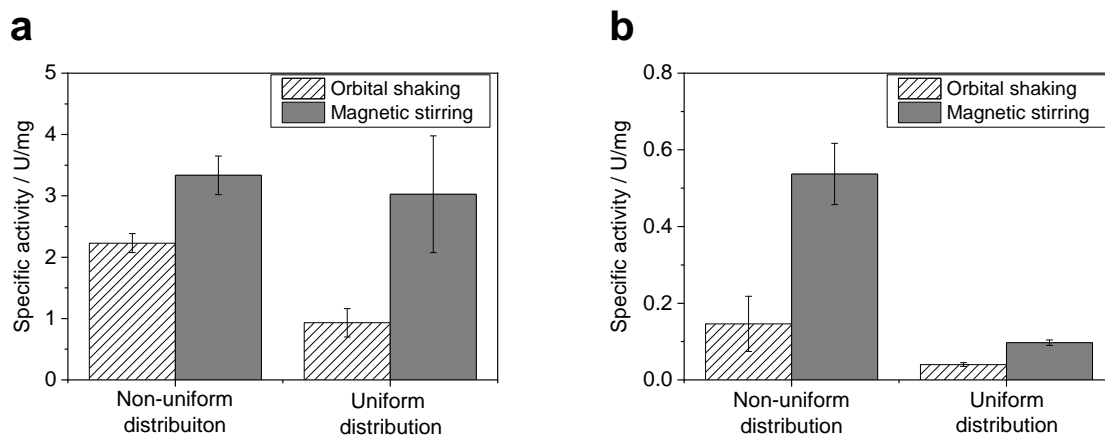 a
5
4
3
2
1
0
Specific activity / U/mg
Orbital shaking
Magnetic stirring
Non-uniform
distribuiton
Uniform
distribution
b
0.8
0.6
0.4
0.2
0.0
Specific activity / U/mg
Orbital shaking
Magnetic stirring
Non-uniform
distribution
Uniform
distribution